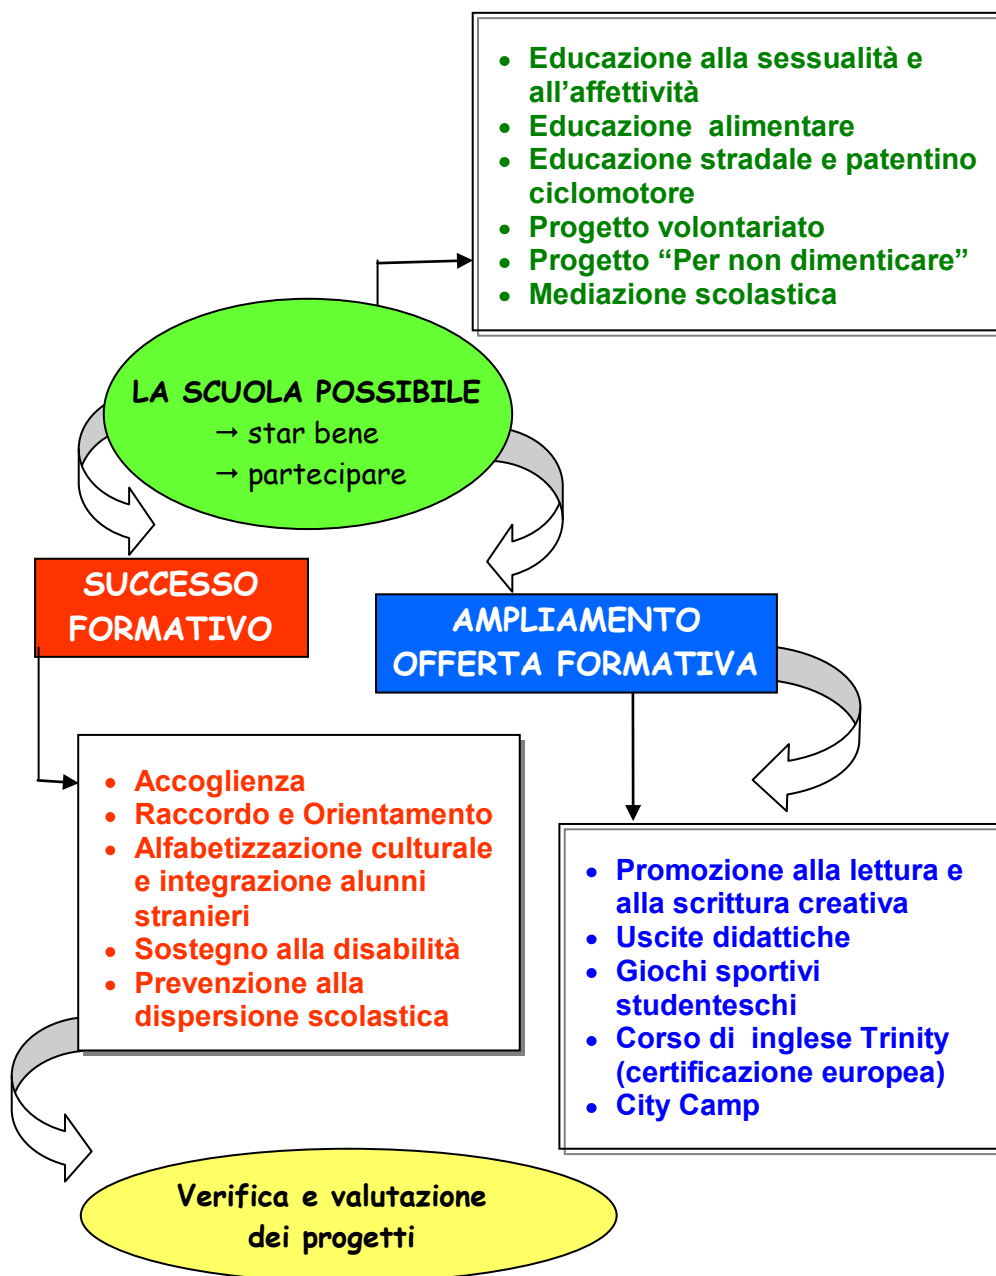 • Educazione alla sessualità e
all’affettività
• Educazione  alimentare
• Educazione stradale e patentino
ciclomotore
• Progetto volontariato
• Progetto “Per non dimenticare”
• Mediazione scolastica
LA SCUOLA POSSIBILE
→ star bene
→ partecipare
SUCCESSO
FORMATIVO
AMPLIAMENTO
OFFERTA FORMATIVA
• Accoglienza
• Raccordo e Orientamento
• Alfabetizzazione culturale
e integrazione alunni
stranieri
• Sostegno alla disabilità
• Prevenzione alla
dispersione scolastica
• Promozione alla lettura e
alla scrittura creativa
• Uscite didattiche
• Giochi sportivi
studenteschi
• Corso di  inglese Trinity
(certificazione europea)
• City Camp
Verifica e valutazione
dei progetti